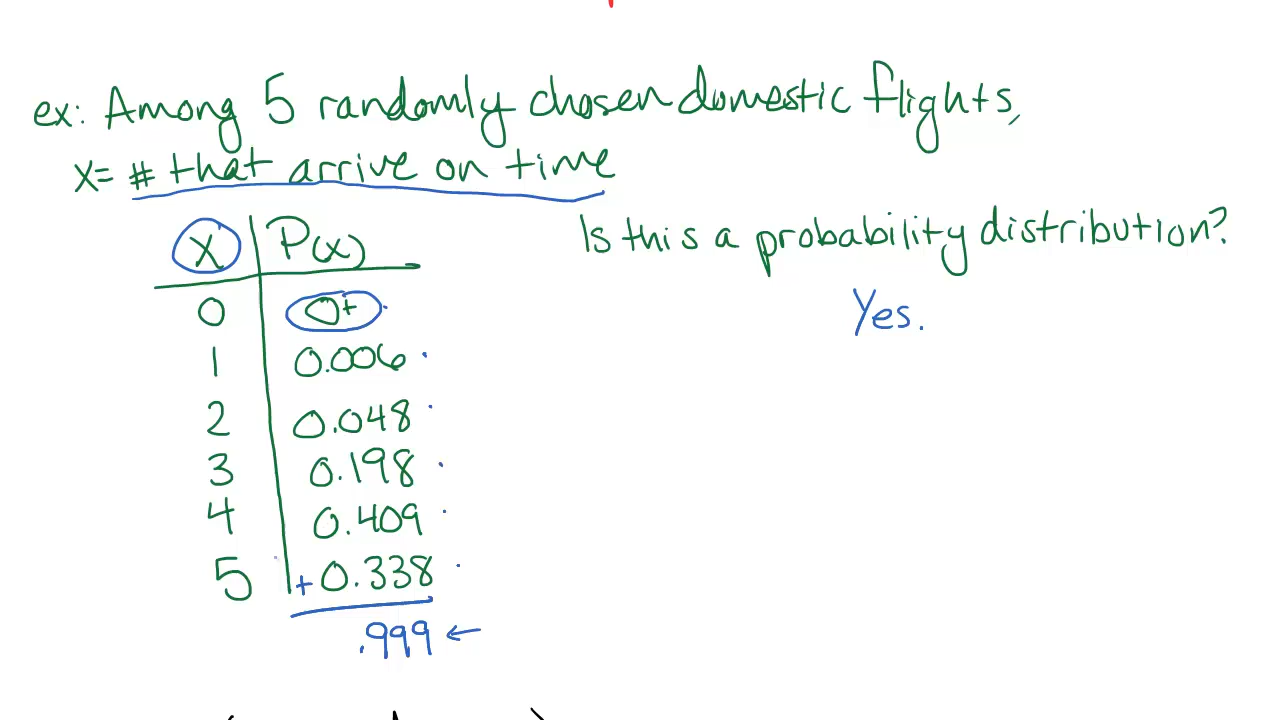 ex: Among 5 randomly chosen domestic flights,
x= # that arrive on time
Is this a probability distribution?
Yes.
x P(x)
0 0+
1 0.006
2 0.048
3 0.198
4 0.409
5 +0.338
.999 ←